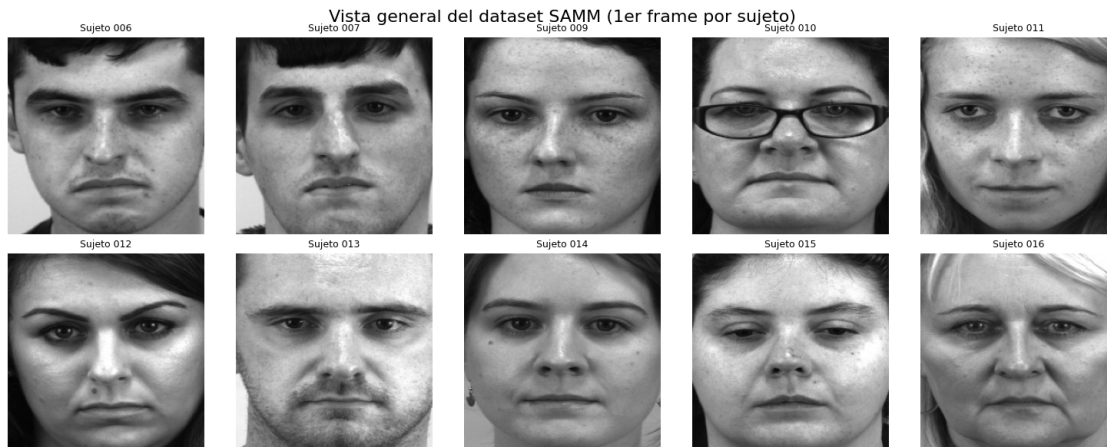 Vista general del dataset SAMM (1er frame por sujeto)
Sujeto 006
Sujeto 007
Sujeto 009
Sujeto 010
Sujeto 011
Sujeto 012
Sujeto 013
Sujeto 014
Sujeto 015
Sujeto 016